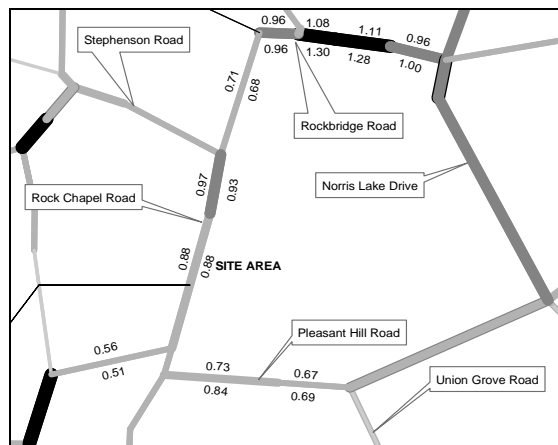 0.96 1.08 1.11 0.96
Stephenson Road
0.96 1.30 1.28 1.00
0.71 0.68
Rockbridge Road
0.97 0.93
Norris Lake Drive
Rock Chapel Road
0.88 0.88
SITE AREA
Pleasant Hill Road
0.56
0.51
0.73 0.67
0.84 0.69
Union Grove Road